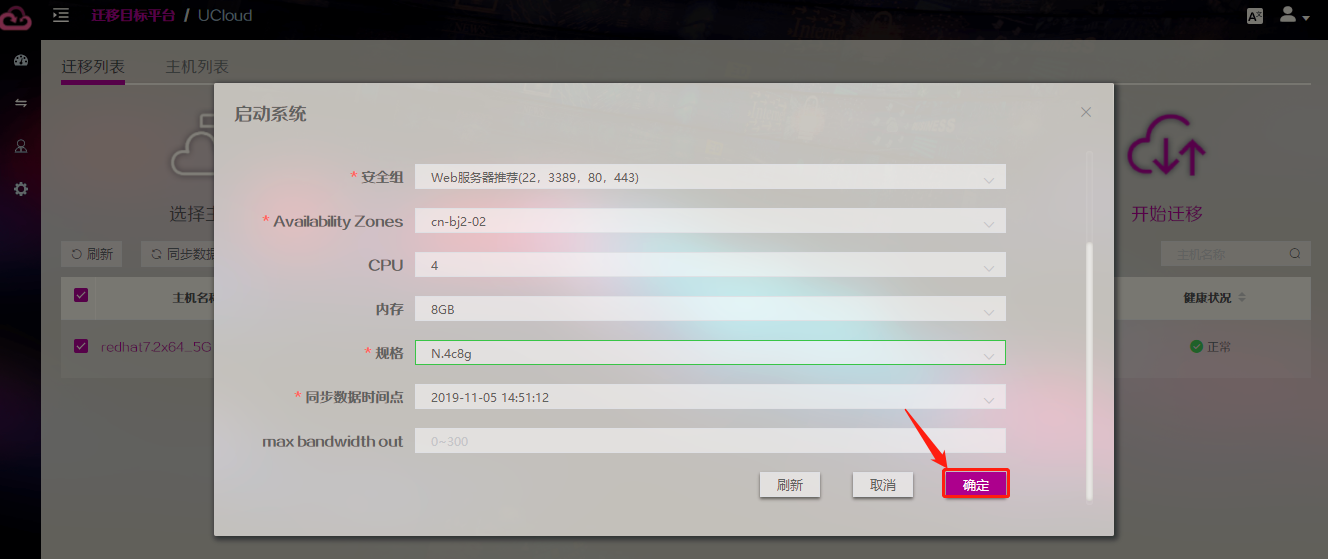 迁移目标平台 / UCloud
迁移列表 主机列表
启动系统
* 安全组 Web服务器推荐(22，3389，80，443)
* Availability Zones cn-bj2-02
CPU 4
内存 8GB
* 规格 N.4c8g
* 同步数据时间点 2019-11-05 14:51:12
max bandwidth out 0~300
刷新 取消 确定
选择主
开始迁移
刷新 同步数据
主机名称
主机名称 健康状况
redhat7.2x64_5G 正常